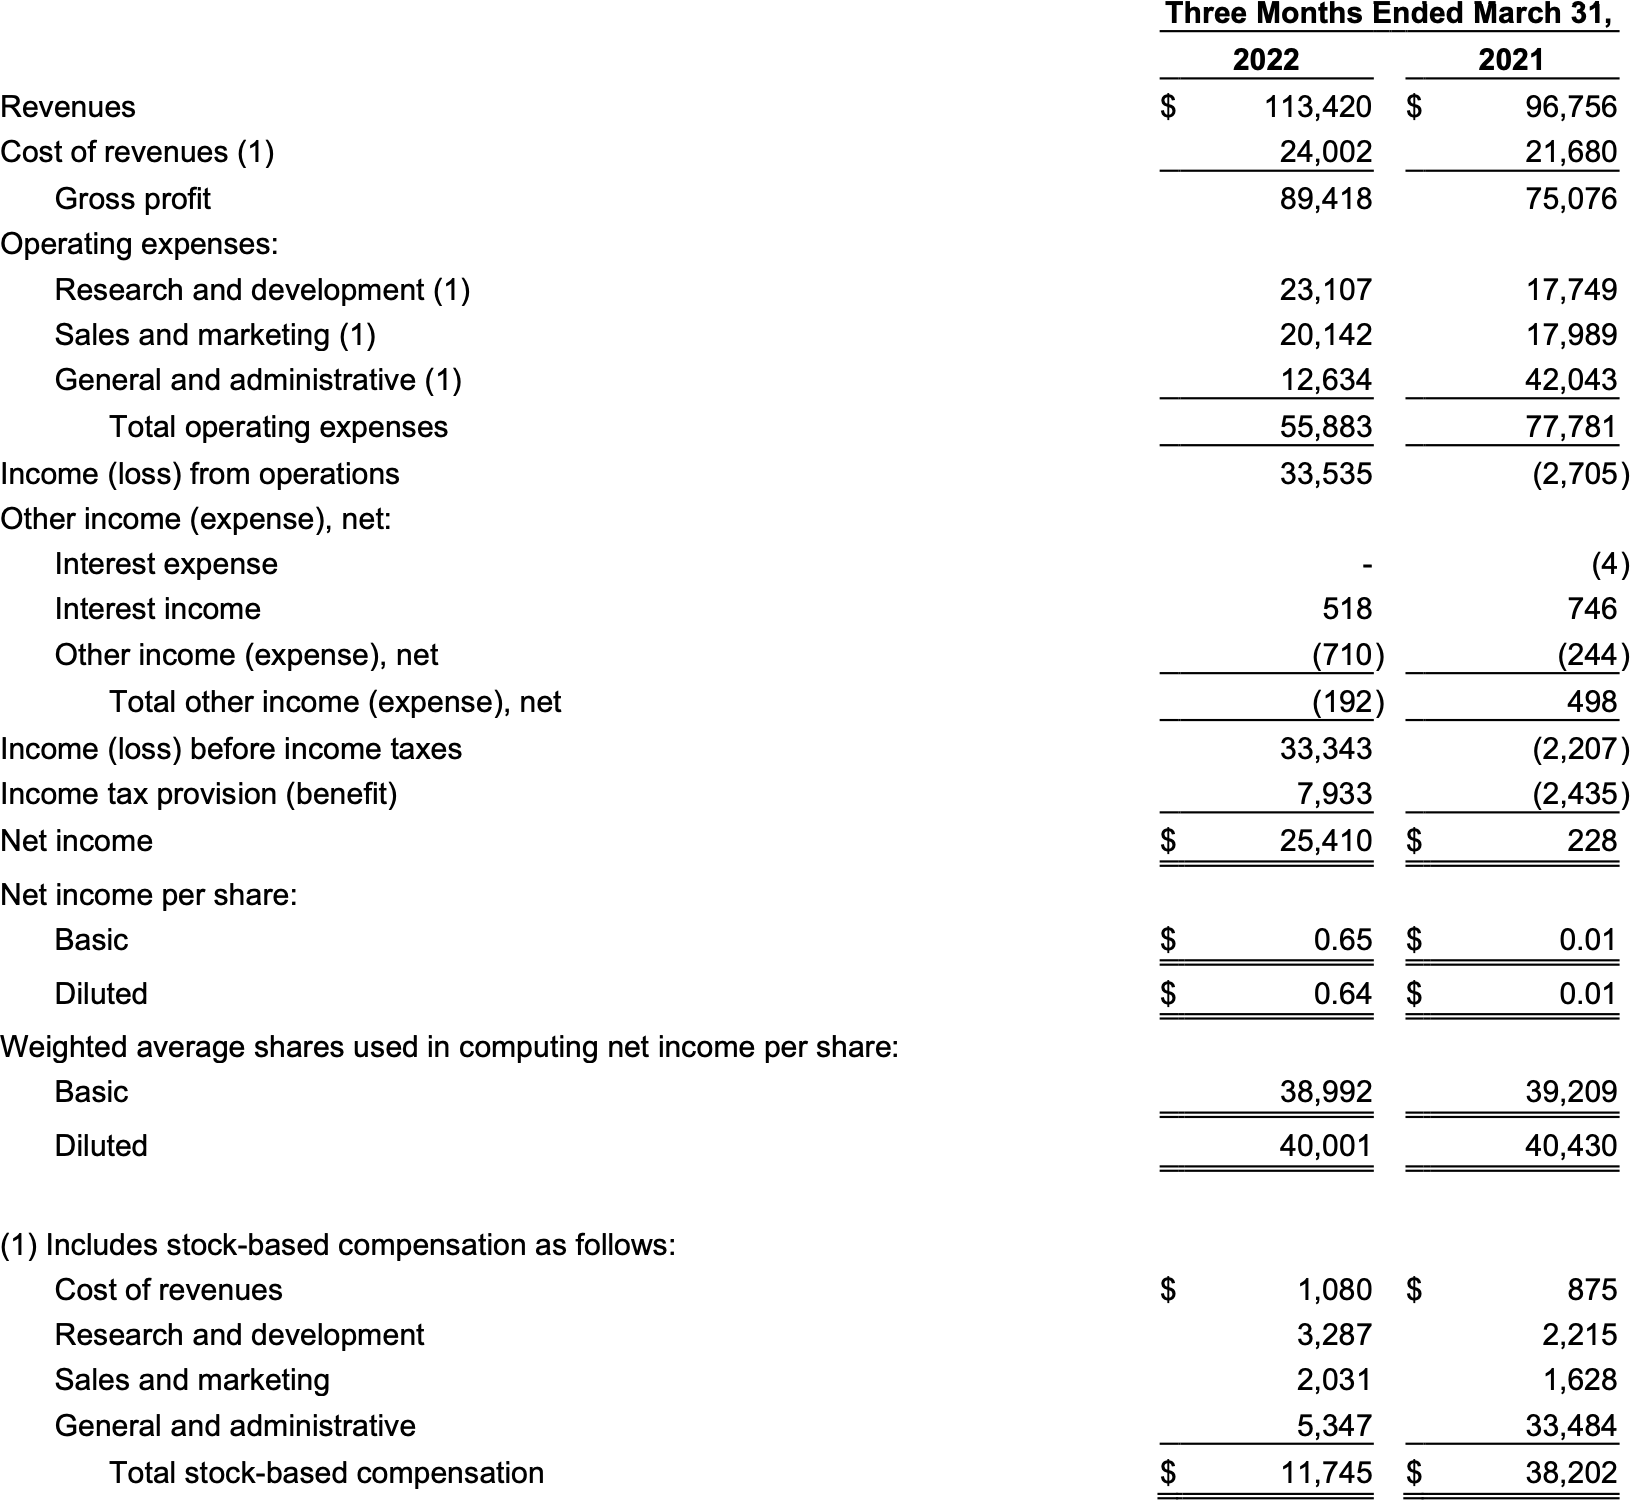 Three Months Ended March 31,
2022 2021
Revenues $ 113,420 $ 96,756
Cost of revenues (1) 24,002 21,680
Gross profit 89,418 75,076
Operating expenses:
Research and development (1) 23,107 17,749
Sales and marketing (1) 20,142 17,989
General and administrative (1) 12,634 42,043
Total operating expenses 55,883 77,781
Income (loss) from operations 33,535 (2,705)
Other income (expense), net:
Interest expense - (4)
Interest income 518 746
Other income (expense), net (710) (244)
Total other income (expense), net (192) 498
Income (loss) before income taxes 33,343 (2,207)
Income tax provision (benefit) 7,933 (2,435)
Net income $ 25,410 $ 228
Net income per share:
Basic $ 0.65 $ 0.01
Diluted $ 0.64 $ 0.01
Weighted average shares used in computing net income per share:
Basic 38,992 39,209
Diluted 40,001 40,430
(1) Includes stock-based compensation as follows:
Cost of revenues $ 1,080 $ 875
Research and development 3,287 2,215
Sales and marketing 2,031 1,628
General and administrative 5,347 33,484
Total stock-based compensation $ 11,745 $ 38,202